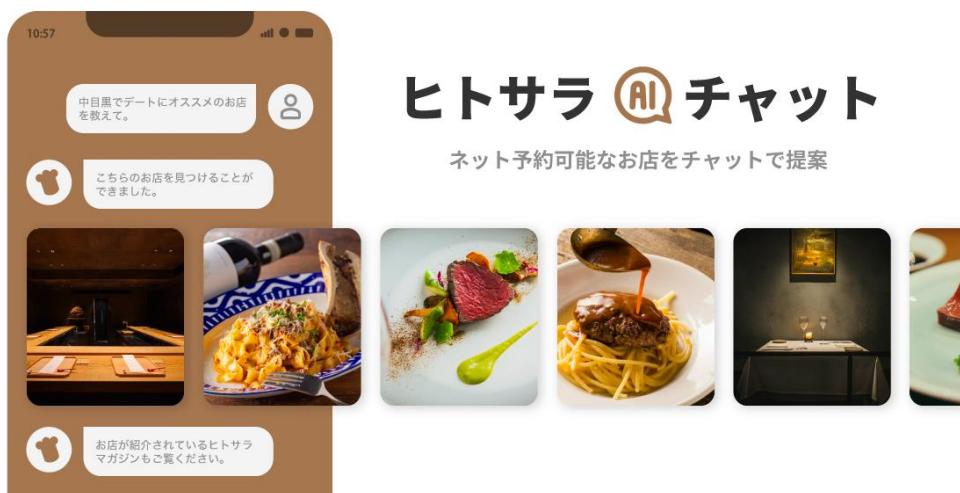 10:57
中目黒でデートにオススメのお店
を教えて。
こちらのお店を見つけることが
できました。
お店が紹介されているヒトサラ
マガジンもご覧ください。
ヒトサラ AI チャット
ネット予約可能なお店をチャットで提案